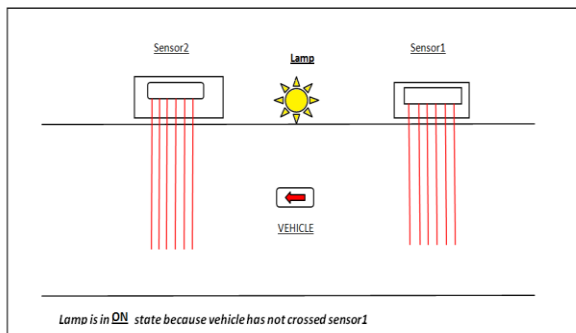 Sensor2
Lamp
Sensor1
VEHICLE
Lamp is in ON state because vehicle has not crossed sensor1